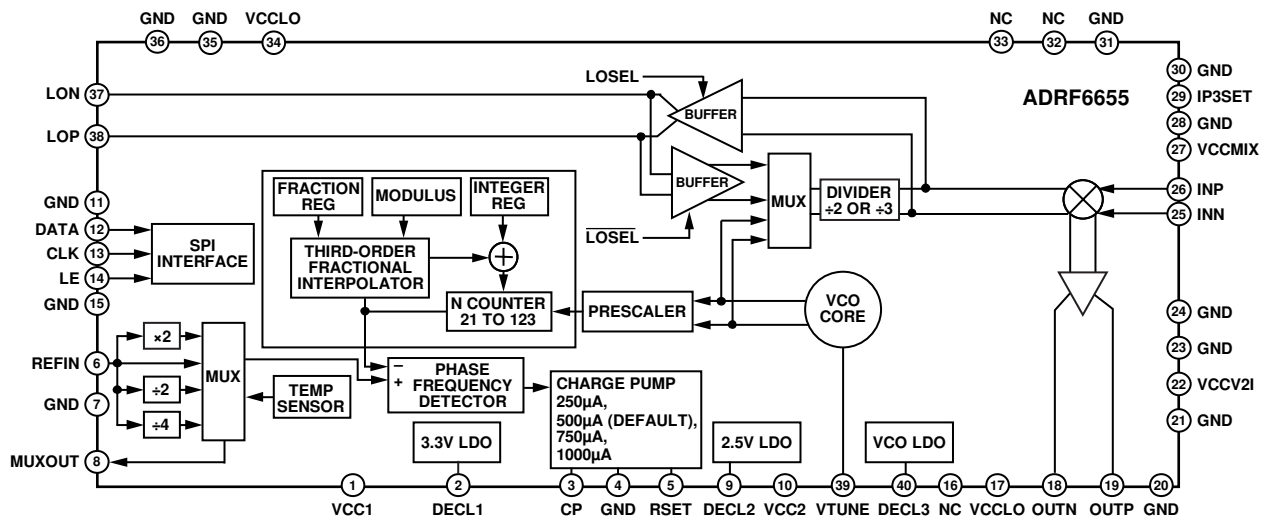 GND
GND
VCCLO
NC
NC
GND
36
35
34
33
32
31
ADRF6655
30 GND
29 IP3SET
28 GND
27 VCCMIX
26 INP
25 INN
24 GND
23 GND
22 VCCV2I
21 GND
LON 37
LOP 38
GND 11
DATA 12
CLK 13
LE 14
GND 15
REFIN 6
GND 7
MUXOUT 8
LOSEL
BUFFER
BUFFER
LOSEL
MUX
DIVIDER
÷2 OR ÷3
SPI
INTERFACE
FRACTION
REG
MODULUS
INTEGER
REG
THIRD-ORDER
FRACTIONAL
INTERPOLATOR
+
N COUNTER
21 TO 123
PRESCALER
VCO
CORE
×2
÷2
÷4
MUX
TEMP
SENSOR
–
+
PHASE
FREQUENCY
DETECTOR
CHARGE PUMP
250µA,
500µA (DEFAULT),
750µA,
1000µA
3.3V LDO
2.5V LDO
VCO LDO
1
2
3
4
5
9
10
39
40
16
17
18
19
20
VCC1
DECL1
CP
GND
RSET
DECL2
VCC2
VTUNE
DECL3
NC
VCCLO
OUTN
OUTP
GND